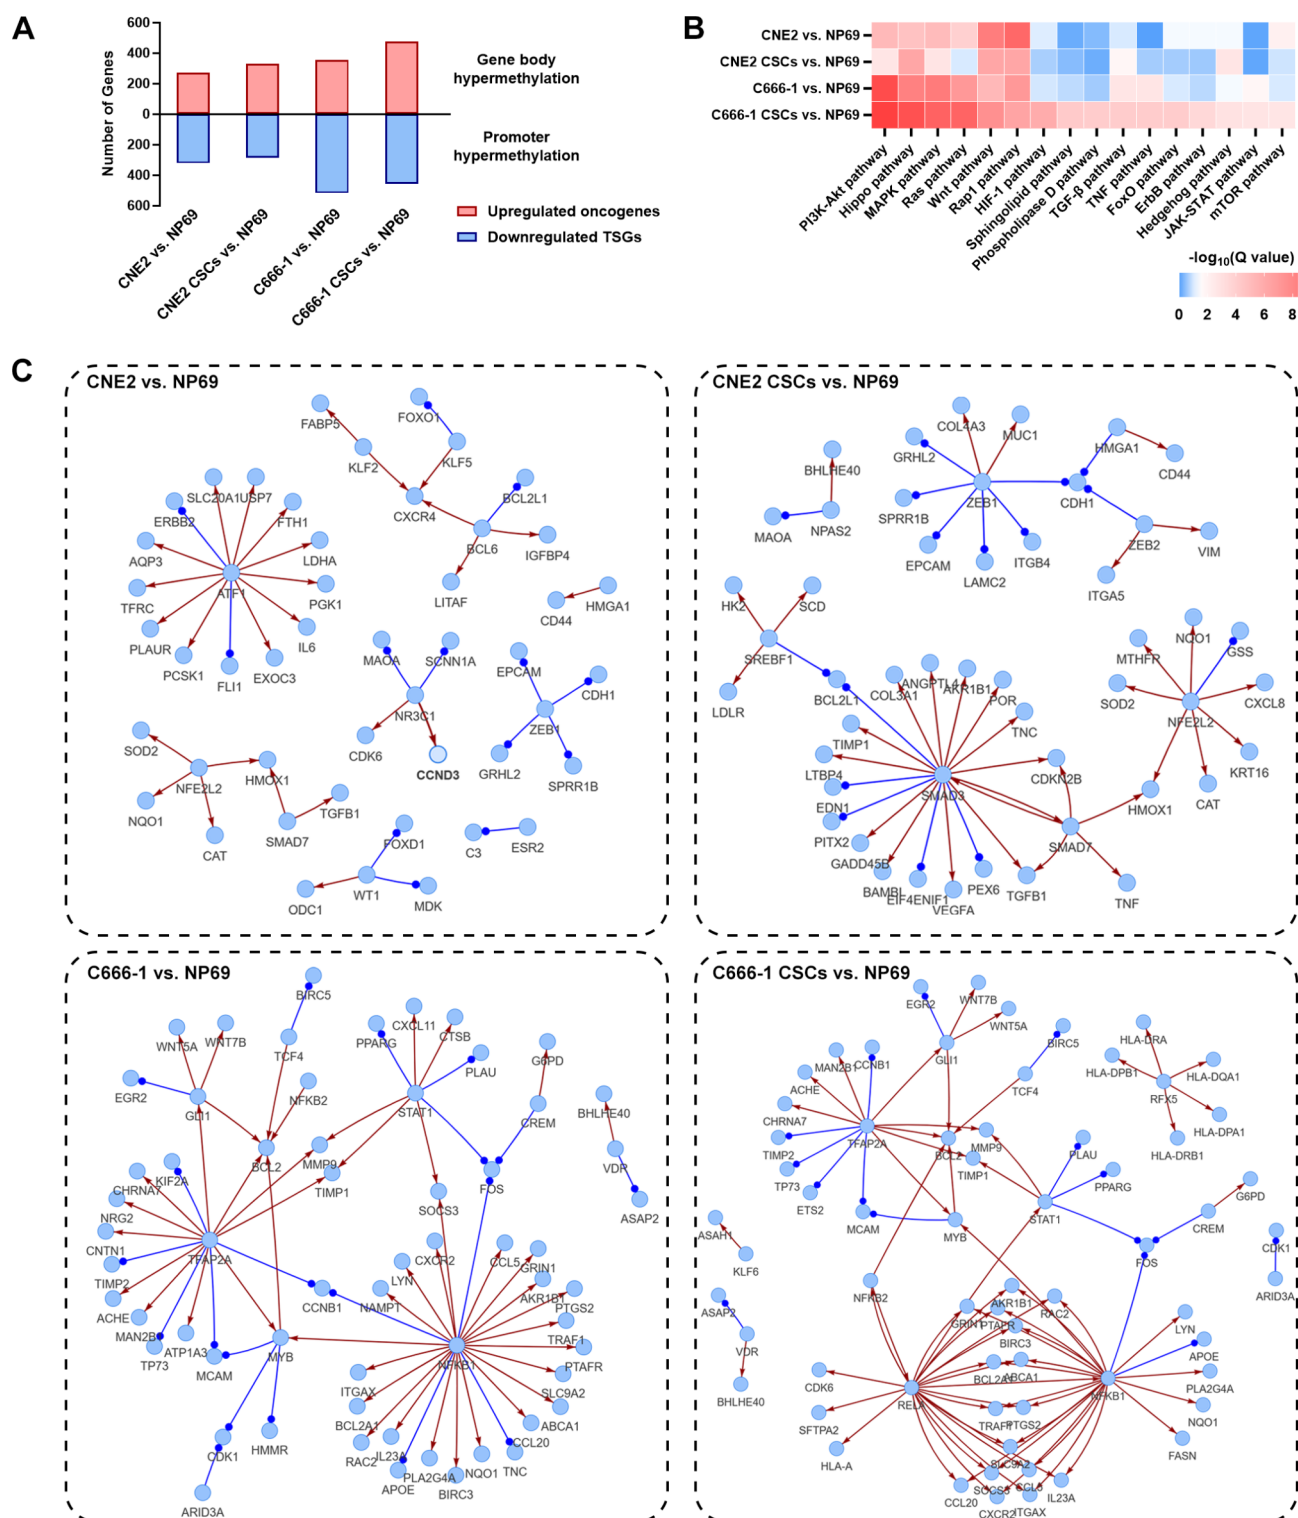 A
600
400
200
0
200
400
600
Number of Genes
Gene body
hypermethylation
Promoter
hypermethylation
Upregulated oncogenes
Downregulated TSGs
CNE2 vs. NP69
CNE2 CSCs vs. NP69
C666-1 vs. NP69
C666-1 CSCs vs. NP69
B
CNE2 vs. NP69
CNE2 CSCs vs. NP69
C666-1 vs. NP69
C666-1 CSCs vs. NP69
PI3K-Akt pathway
Hippo pathway
MAPK pathway
Ras pathway
Wnt pathway
Rap1 pathway
HIF-1 pathway
Sphingolipid pathway
Phospholipase D pathway
TGF-β pathway
TNF pathway
FoxO pathway
ErbB pathway
Hedgehog pathway
JAK-STAT pathway
mTOR pathway
-log10(Q value)
0 2 4 6 8
C
CNE2 vs. NP69
FABP5
FOXO1
KLF2
KLF5
SLC20A1
USP7
ERBB2
FTH1
CXCR4
BCL2L1
AQP3
LDHA
BCL6
IGFBP4
ATF1
TFRC
PGK1
LITAF
CD44
HMGA1
PLAUR
IL6
PCSK1
FLI1
EXOC3
MAOA
SCNN1A
EPCAM
CDH1
NR3C1
ZEB1
SOD2
CDK6
CCND3
GRHL2
SPRR1B
NFE2L2
HMOX1
NQO1
TGFB1
CAT
SMAD7
FOXD1
C3
ESR2
WT1
ODC1
MDK
CNE2 CSCs vs. NP69
COL4A3
MUC1
GRHL2
HMGA1
BHLHE40
CD44
ZEB1
CDH1
SPRR1B
MAOA
NPAS2
EPCAM
LAMC2
ITGB4
ZEB2
VIM
ITGA5
HK2
SCD
SREBF1
LDLR
BCL2L1
COL3A1
ANGPTL4
AKR1B1
POR
TNC
MTHFR
NQO1
GSS
SOD2
CXCL8
NFE2L2
TIMP1
LTBP4
CDKN2B
KRT16
EDN1
SMAD3
HMOX1
CAT
PITX2
SMAD7
GADD45B
BAMBI
EIF4ENIF1
VEGFA
PEX6
TGFB1
TNF
C666-1 vs. NP69
BIRC5
WNT5A
WNT7B
TCF4
PPARG
CXCL11
CTSB
PLAU
G6PD
EGR2
GLI1
NFKB2
STAT1
CREM
BHLHE40
BCL2
MMP9
VDR
KIF2A
CHRNA7
TIMP1
FOS
NRG2
SOCS3
ASAP2
CNTN1
TFAP2A
CXCR2
CCL5
GRIN1
TIMP2
LYN
AKR1B1
ACHE
CCNB1
NAMPT
PTGS2
MAN2B1
ATP1A3
TRAF1
TP73
MCAM
MYB
NFKB1
PTAFR
ITGAX
SLC9A2
BCL2A1
ABCA1
CDK1
HMMR
RAC2
IL23A
CCL20
APOE
PLA2G4A
NQO1
TNC
BIRC3
ARID3A
C666-1 CSCs vs. NP69
EGR2
WNT7B
WNT5A
GLI1
BIRC5
HLA-DRA
MAN2B1
CCNB1
HLA-DPB1
HLA-DQA1
ACHE
TCF4
RFX5
CHRNA7
HLA-DPA1
TFAP2A
BCL2
MMP9
PLAU
HLA-DRB1
TIMP2
TIMP1
TP73
PPARG
G6PD
ETS2
MCAM
MYB
STAT1
CREM
ASAH1
FOS
CDK1
KLF6
NFKB2
ARID3A
ASAP2
GRIN1
AKR1B1
PTAFR
RAC2
BIRC3
LYN
VDR
APOE
CDK6
BCL2A1
ABCA1
BHLHE40
RELA
NFKB1
PLA2G4A
SFTPA2
TRAF1
PTGS2
NQO1
HLA-A
SLC9A2
FASN
CCL20
SOCS3
CCL5
IL23A
CXCR2
ITGAX